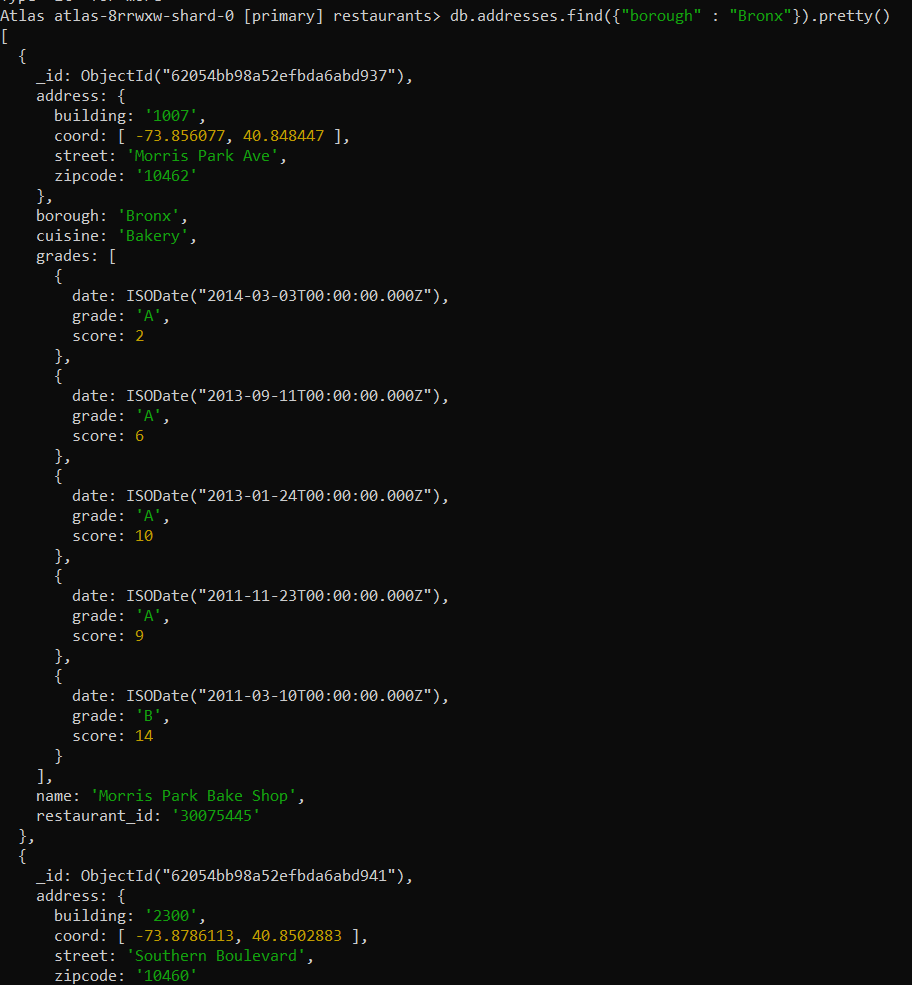 Atlas atlas-8rrwxw-shard-0 [primary] restaurants> db.addresses.find({"borough" : "Bronx"}).pretty()
[
  {
    _id: ObjectId("62054bb98a52efbda6abd937"),
    address: {
      building: '1007',
      coord: [ -73.856077, 40.848447 ],
      street: 'Morris Park Ave',
      zipcode: '10462'
    },
    borough: 'Bronx',
    cuisine: 'Bakery',
    grades: [
      {
        date: ISODate("2014-03-03T00:00:00.000Z"),
        grade: 'A',
        score: 2
      },
      {
        date: ISODate("2013-09-11T00:00:00.000Z"),
        grade: 'A',
        score: 6
      },
      {
        date: ISODate("2013-01-24T00:00:00.000Z"),
        grade: 'A',
        score: 10
      },
      {
        date: ISODate("2011-11-23T00:00:00.000Z"),
        grade: 'A',
        score: 9
      },
      {
        date: ISODate("2011-03-10T00:00:00.000Z"),
        grade: 'B',
        score: 14
      }
    ],
    name: 'Morris Park Bake Shop',
    restaurant_id: '30075445'
  },
  {
    _id: ObjectId("62054bb98a52efbda6abd941"),
    address: {
      building: '2300',
      coord: [ -73.8786113, 40.8502883 ],
      street: 'Southern Boulevard',
      zipcode: '10460'